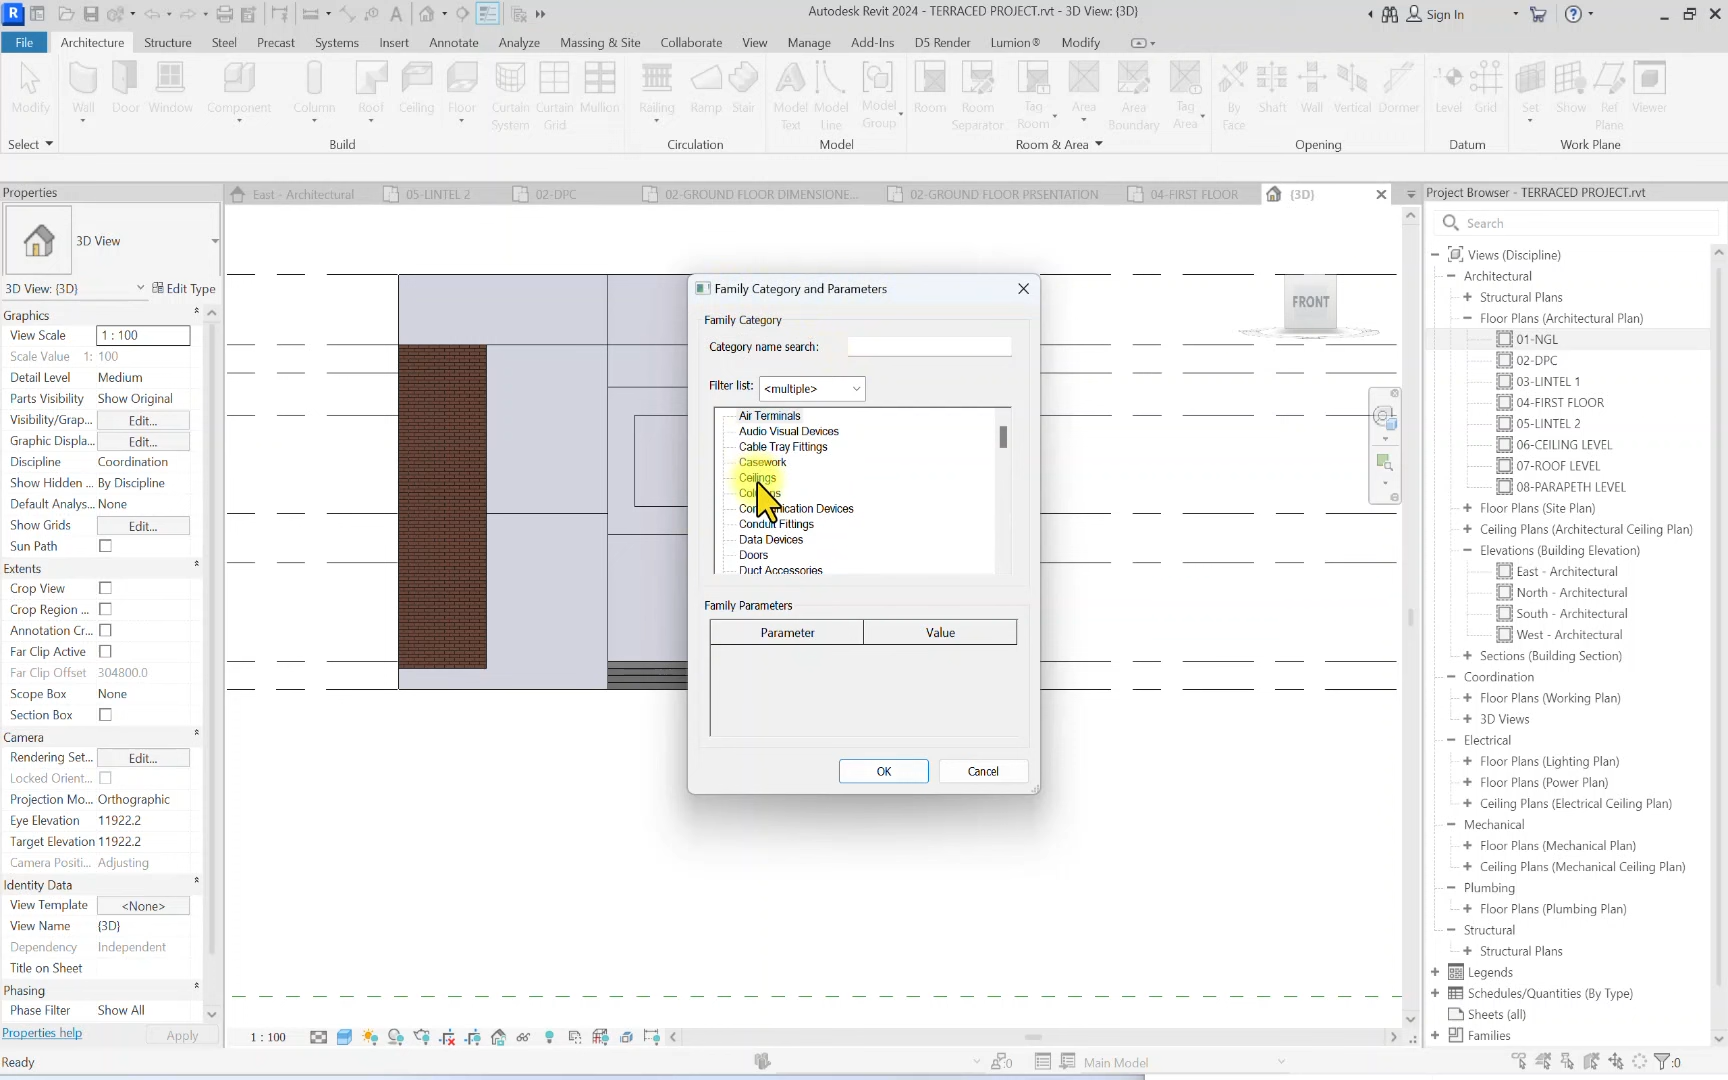 Autodesk Revit 2024 - TERRACED PROJECT.rvt - 3D View: {3D}
Sign In
File Architecture Structure Steel Precast Systems Insert Annotate Analyze Massing & Site Collaborate View Manage Add-Ins D5 Render Lumion® Modify
Modify Wall Door Window Component Column Roof Ceiling Floor Curtain System Curtain Grid Mullion Railing Ramp Stair Model Text Model Line Model Group Room Room Separator Tag Room Area Area Boundary Tag Area By Face Shaft Wall Vertical Dormer Level Grid Set Show Ref Plane Viewer
Select Build Circulation Model Room & Area Opening Datum Work Plane
Properties
3D View
3D View: {3D} Edit Type
Graphics
View Scale 1 : 100
Scale Value 1: 100
Detail Level Medium
Parts Visibility Show Original
Visibility/Grap... Edit...
Graphic Displa... Edit...
Discipline Coordination
Show Hidden ... By Discipline
Default Analys... None
Show Grids Edit...
Sun Path
Extents
Crop View
Crop Region ...
Annotation Cr...
Far Clip Active
Far Clip Offset 304800.0
Scope Box None
Section Box
Camera
Rendering Set... Edit...
Locked Orient...
Projection Mo... Orthographic
Eye Elevation 11922.2
Target Elevation 11922.2
Camera Positi... Adjusting
Identity Data
View Template <None>
View Name {3D}
Dependency Independent
Title on Sheet
Phasing
Phase Filter Show All
Properties help Apply
East - Architectural 05-LINTEL 2 02-DPC 02-GROUND FLOOR DIMENSIONE... 02-GROUND FLOOR PRSENTATION 04-FIRST FLOOR {3D}
FRONT
Family Category and Parameters
Family Category
Category name search:
Filter list: <multiple>
Air Terminals
Audio Visual Devices
Cable Tray Fittings
Casework
Ceilings
Conduit Fittings
Data Devices
Doors
Duct Accessories
Family Parameters
Parameter Value
OK Cancel
Project Browser - TERRACED PROJECT.rvt
Search
Views (Discipline)
Architectural
Structural Plans
Floor Plans (Architectural Plan)
01-NGL
02-DPC
03-LINTEL 1
04-FIRST FLOOR
05-LINTEL 2
06-CEILING LEVEL
07-ROOF LEVEL
08-PARAPETH LEVEL
Floor Plans (Site Plan)
Ceiling Plans (Architectural Ceiling Plan)
Elevations (Building Elevation)
East - Architectural
North - Architectural
South - Architectural
West - Architectural
Sections (Building Section)
Coordination
Floor Plans (Working Plan)
3D Views
Electrical
Floor Plans (Lighting Plan)
Floor Plans (Power Plan)
Ceiling Plans (Electrical Ceiling Plan)
Mechanical
Floor Plans (Mechanical Plan)
Ceiling Plans (Mechanical Ceiling Plan)
Plumbing
Floor Plans (Plumbing Plan)
Structural
Structural Plans
Legends
Schedules/Quantities (By Type)
Sheets (all)
Families
1 : 100
Ready :0 Main Model :0